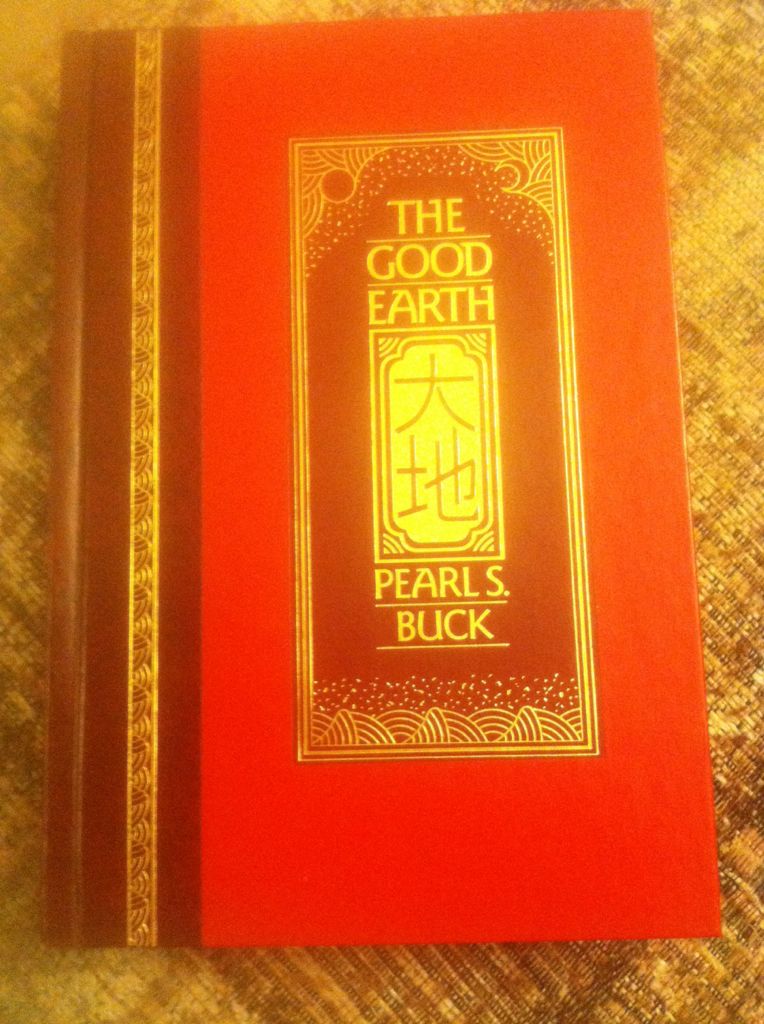 THE
GOOD
EARTH
大
地
PEARL S.
BUCK